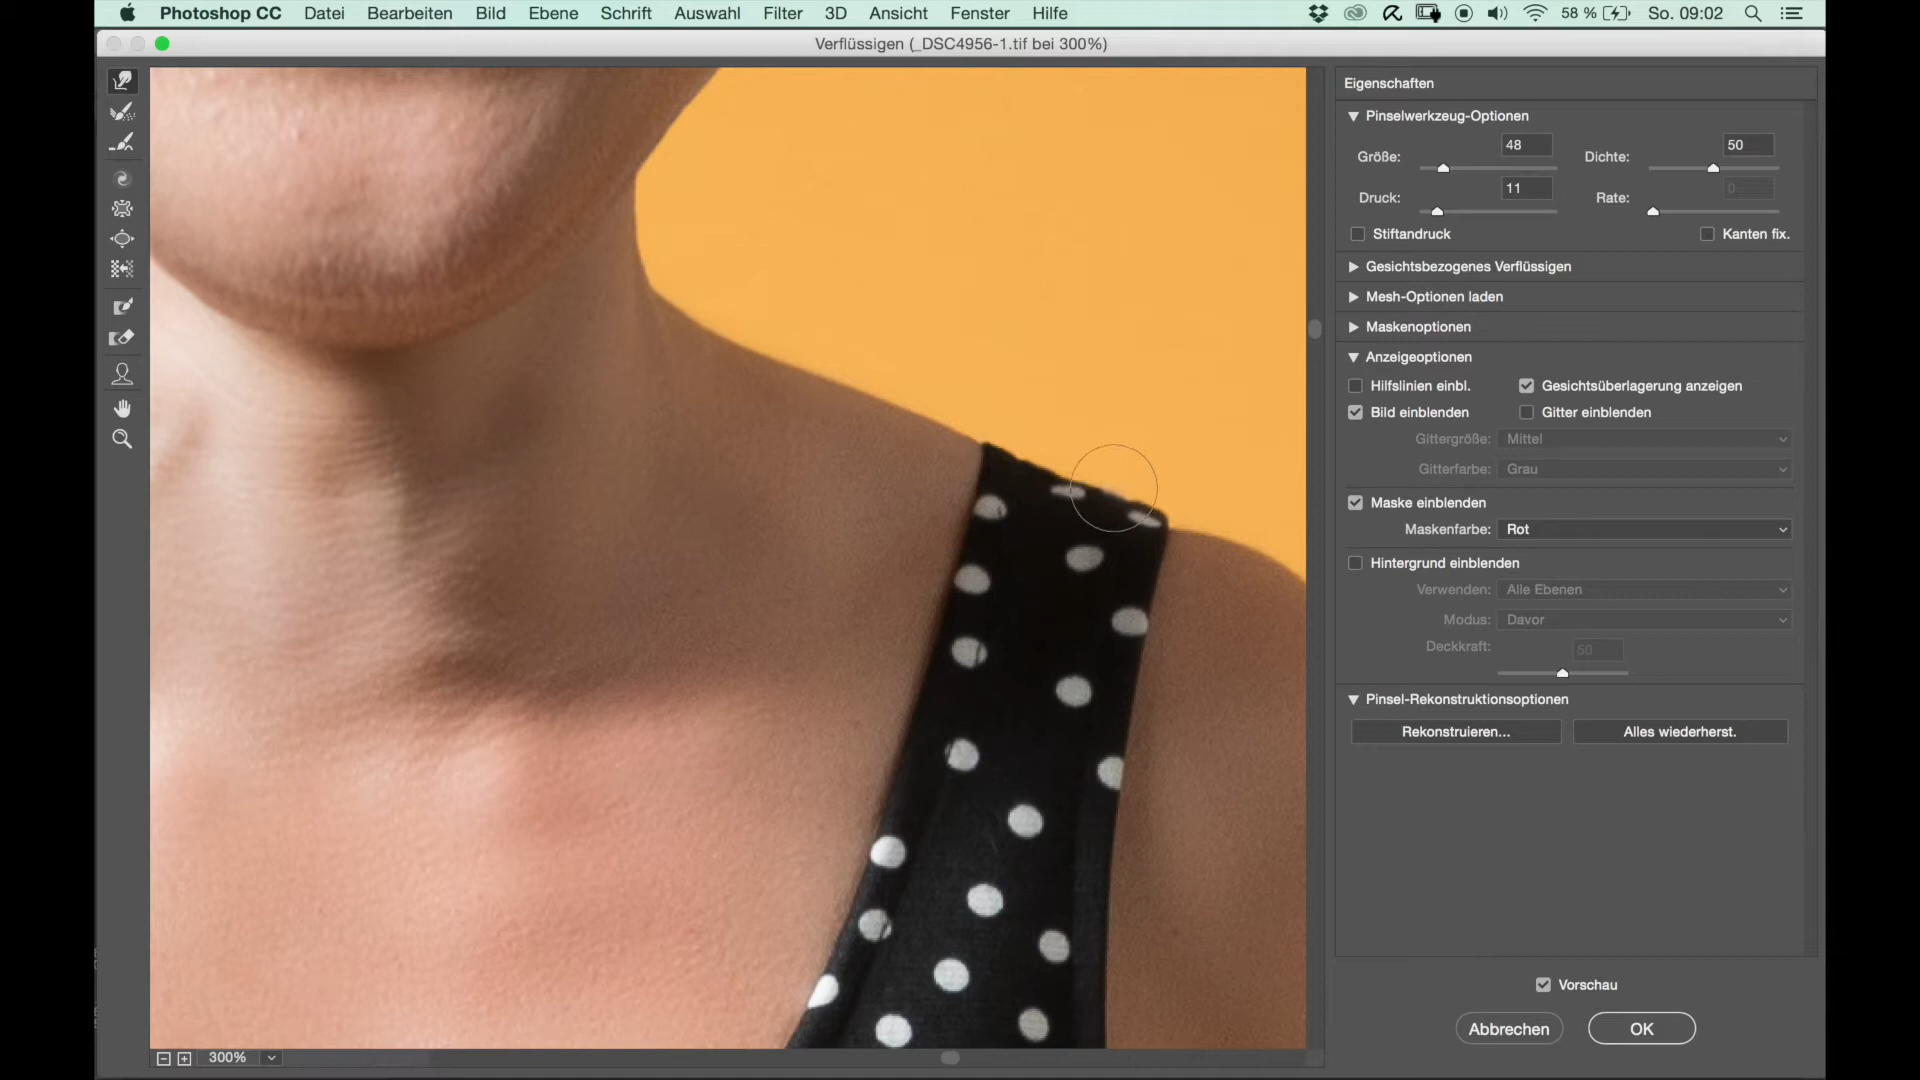 Photoshop CC Datei Bearbeiten Bild Ebene Schrift Auswahl Filter 3D Ansicht Fenster Hilfe 58 % So. 09:02
Verflüssigen (_DSC4956-1.tif bei 300%)
Eigenschaften
Pinselwerkzeug-Optionen
Größe: 48 Dichte: 50
Druck: 11 Rate: 0
Stiftandruck Kanten fix.
Gesichtsbezogenes Verflüssigen
Mesh-Optionen laden
Maskenoptionen
Anzeigeoptionen
Hilfslinien einbl. Gesichtsüberlagerung anzeigen
Bild einblenden Gitter einblenden
Gittergröße: Mittel
Gitterfarbe: Grau
Maske einblenden
Maskenfarbe: Rot
Hintergrund einblenden
Verwenden: Alle Ebenen
Modus: Davor
Deckkraft: 50
Pinsel-Rekonstruktionsoptionen
Rekonstruieren... Alles wiederherst.
Vorschau
Abbrechen OK
300%